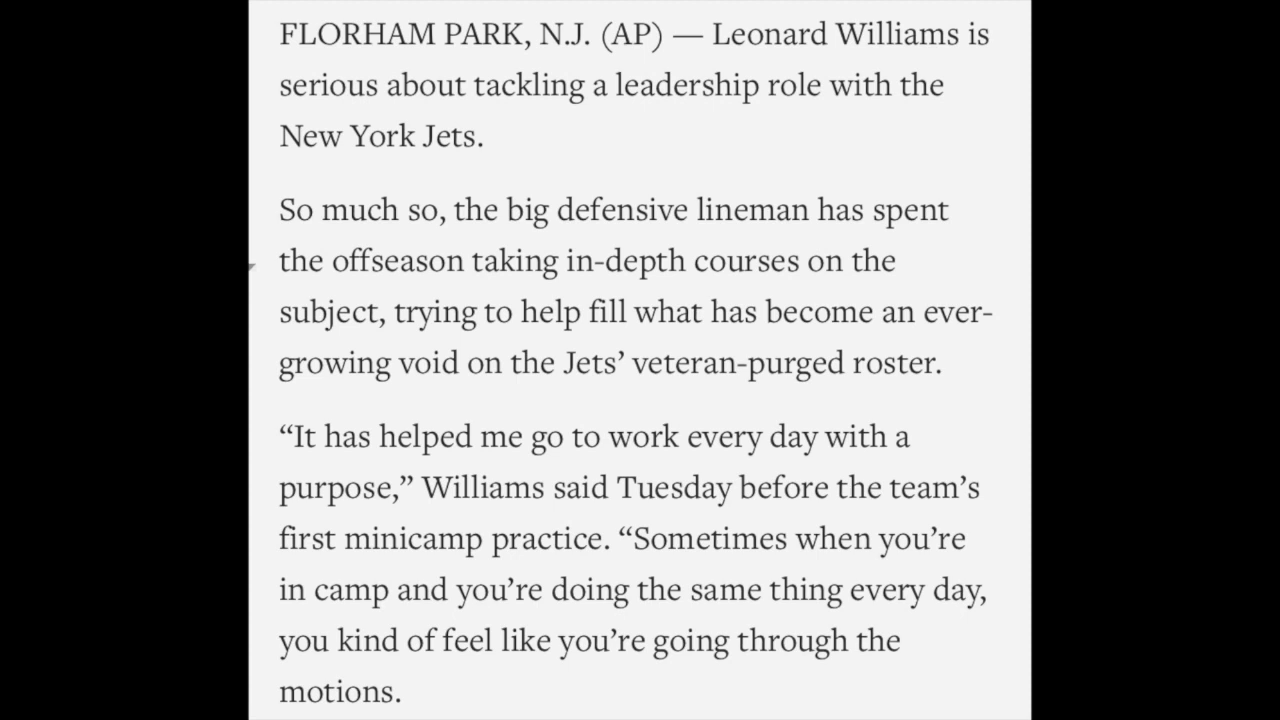 FLORHAM PARK, N.J. (AP) — Leonard Williams is
serious about tackling a leadership role with the
New York Jets.
So much so, the big defensive lineman has spent
the offseason taking in-depth courses on the
subject, trying to help fill what has become an ever-
growing void on the Jets’ veteran-purged roster.
“It has helped me go to work every day with a
purpose,” Williams said Tuesday before the team’s
first minicamp practice. “Sometimes when you’re
in camp and you’re doing the same thing every day,
you kind of feel like you’re going through the
motions.